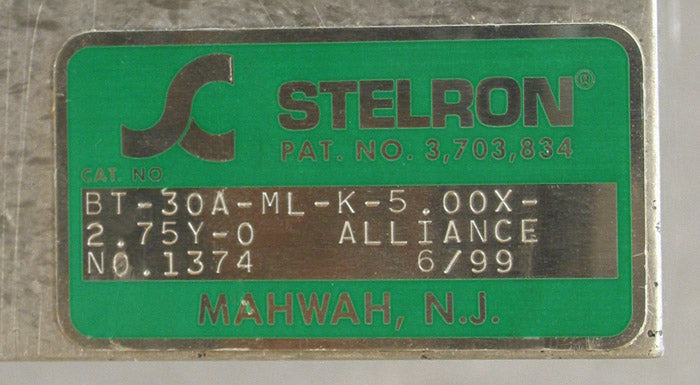 STELRON®
PAT. NO. 3,703,834
CAT. NO.
BT-30A-ML-K-5.00X-
2.75Y-0 ALLIANCE
NO.1374 6/99
MAHWAH, N.J.